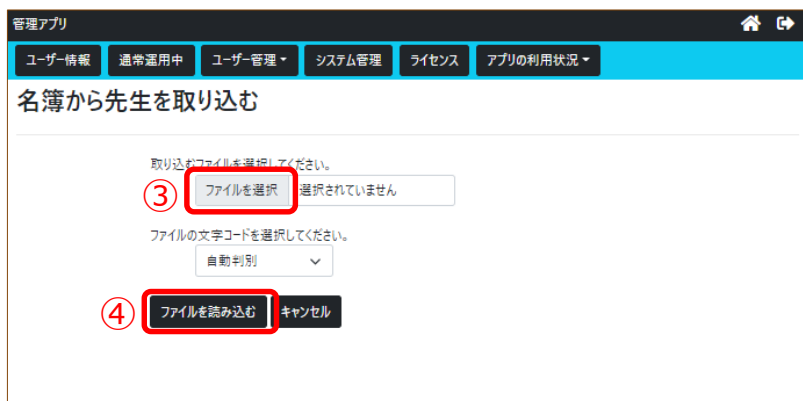 管理アプリ
ユーザー情報 通常運用中 ユーザー管理 システム管理 ライセンス アプリの利用状況
名簿から先生を取り込む
取り込むファイルを選択してください。
③ ファイルを選択 選択されていません
ファイルの文字コードを選択してください。
自動判別
④ ファイルを読み込む キャンセル